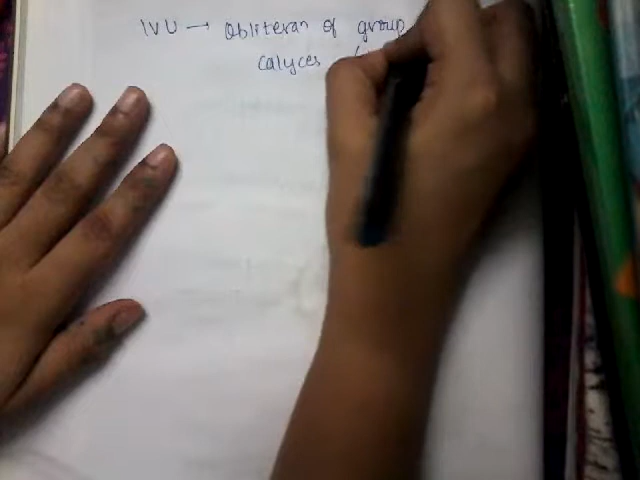 IVU → Obliteran of group
calyces